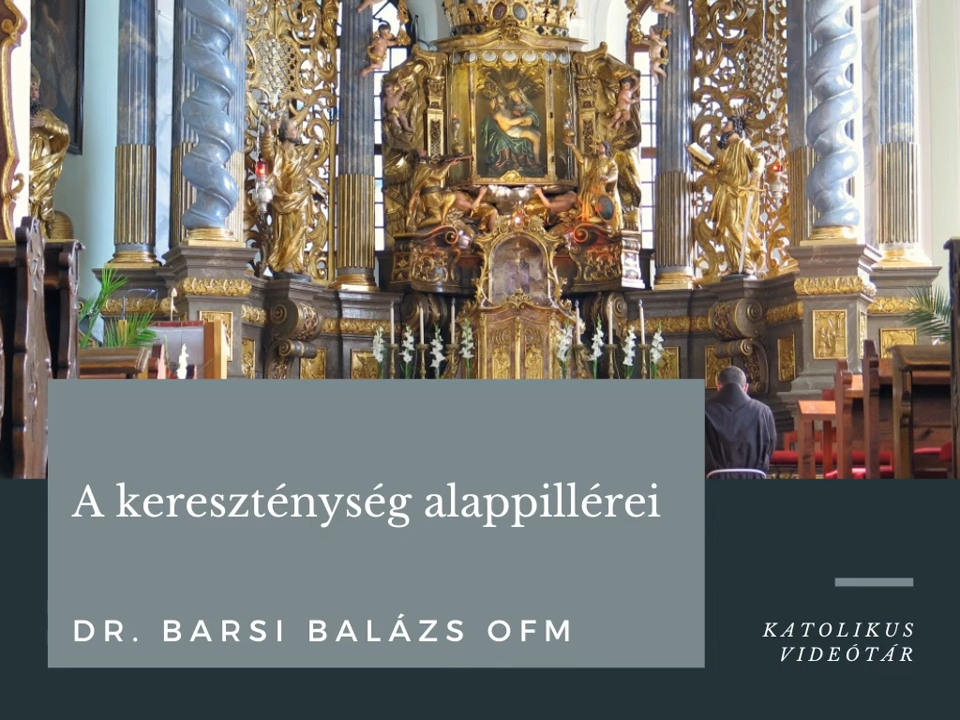 A kereszténység alappillérei
DR. BARSI BALÁZS OFM
KATOLIKUS
VIDEÓTÁR